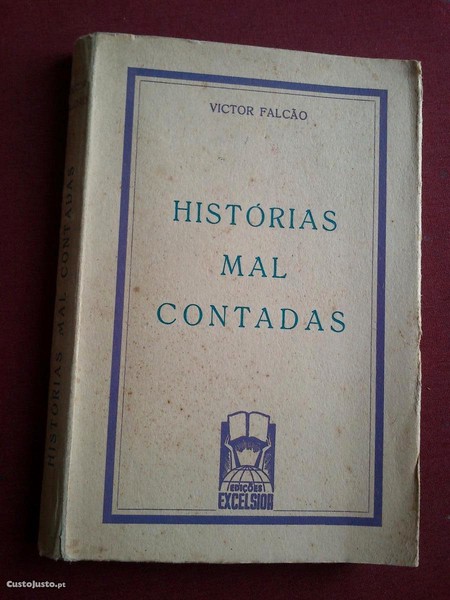 VICTOR FALCÃO
HISTÓRIAS
MAL
CONTADAS
EDIÇÕES
EXCELSIOR
HISTÓRIAS MAL CONTADAS
CustoJusto.pt